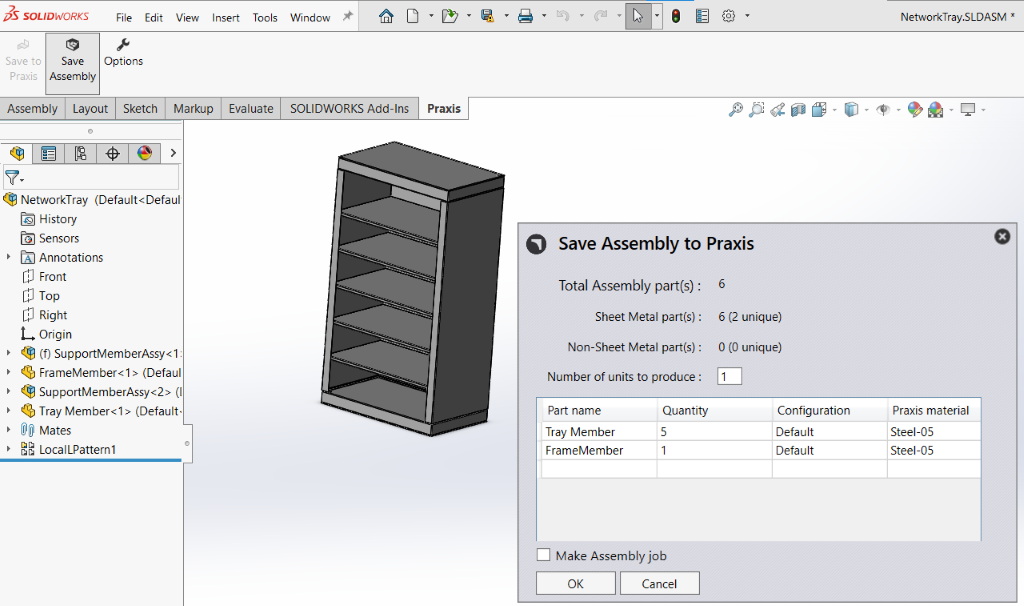 SOLIDWORKS File Edit View Insert Tools Window NetworkTray.SLDASM *
Save to Praxis
Save Assembly
Options
Assembly Layout Sketch Markup Evaluate SOLIDWORKS Add-Ins Praxis
NetworkTray (Default<Defaul
History
Sensors
Annotations
Front
Top
Right
Origin
(f) SupportMemberAssy<1>
FrameMember<1> (Defaul
SupportMemberAssy<2> (I
Tray Member<1> (Default-
Mates
LocalLPattern1
Save Assembly to Praxis
Total Assembly part(s) : 6
Sheet Metal part(s) : 6 (2 unique)
Non-Sheet Metal part(s) : 0 (0 unique)
Number of units to produce : 1
Part name Quantity Configuration Praxis material
Tray Member 5 Default Steel-05
FrameMember 1 Default Steel-05
Make Assembly job
OK Cancel